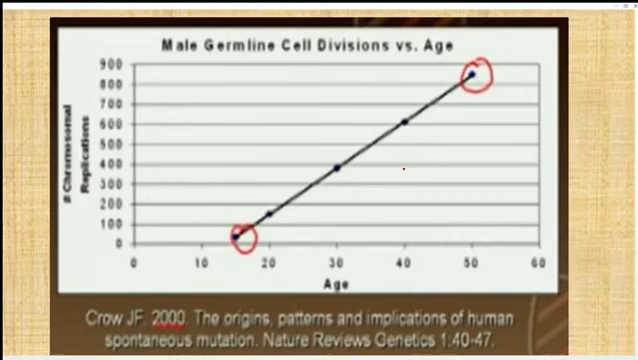 Male Germline Cell Divisions vs. Age
# Chromosomal
Replications
900
800
700
600
500
400
300
200
100
0
0 10 20 30 40 50 60
Age
Crow JF. 2000. The origins, patterns and implications of human
spontaneous mutation. Nature Reviews Genetics 1:40-47.